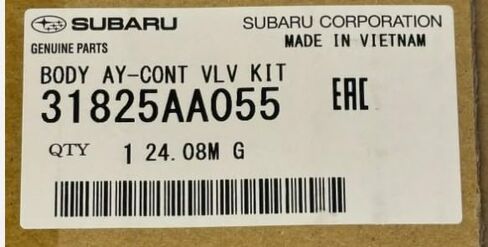 SUBARU SUBARU CORPORATION
GENUINE PARTS MADE IN VIETNAM
BODY AY-CONT VLV KIT
31825AA055 EAC
QTY 1 24.08M G